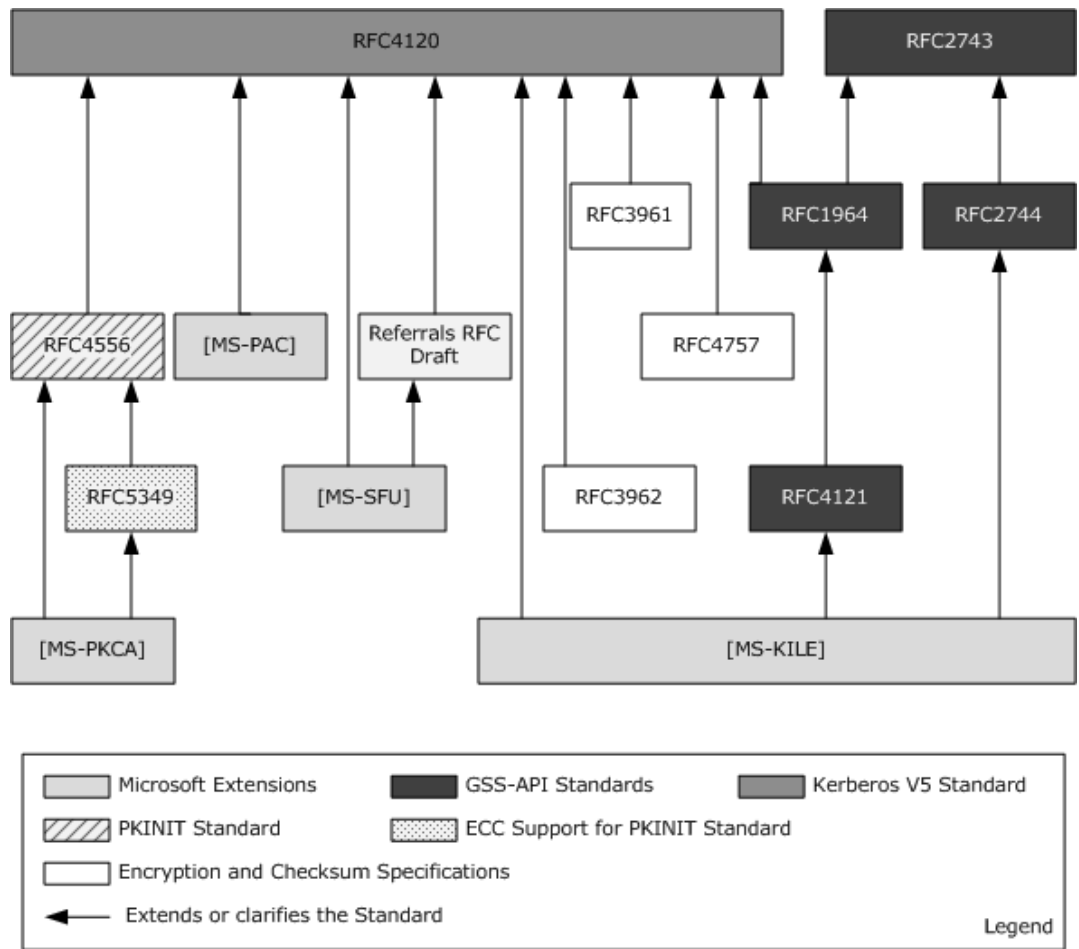 RFC4120
RFC2743
RFC3961
RFC1964
RFC2744
RFC4556
[MS-PAC]
Referrals RFC
Draft
RFC4757
RFC5349
[MS-SFU]
RFC3962
RFC4121
[MS-PKCA]
[MS-KILE]
Microsoft Extensions
GSS-API Standards
Kerberos V5 Standard
PKINIT Standard
ECC Support for PKINIT Standard
Encryption and Checksum Specifications
Extends or clarifies the Standard
Legend